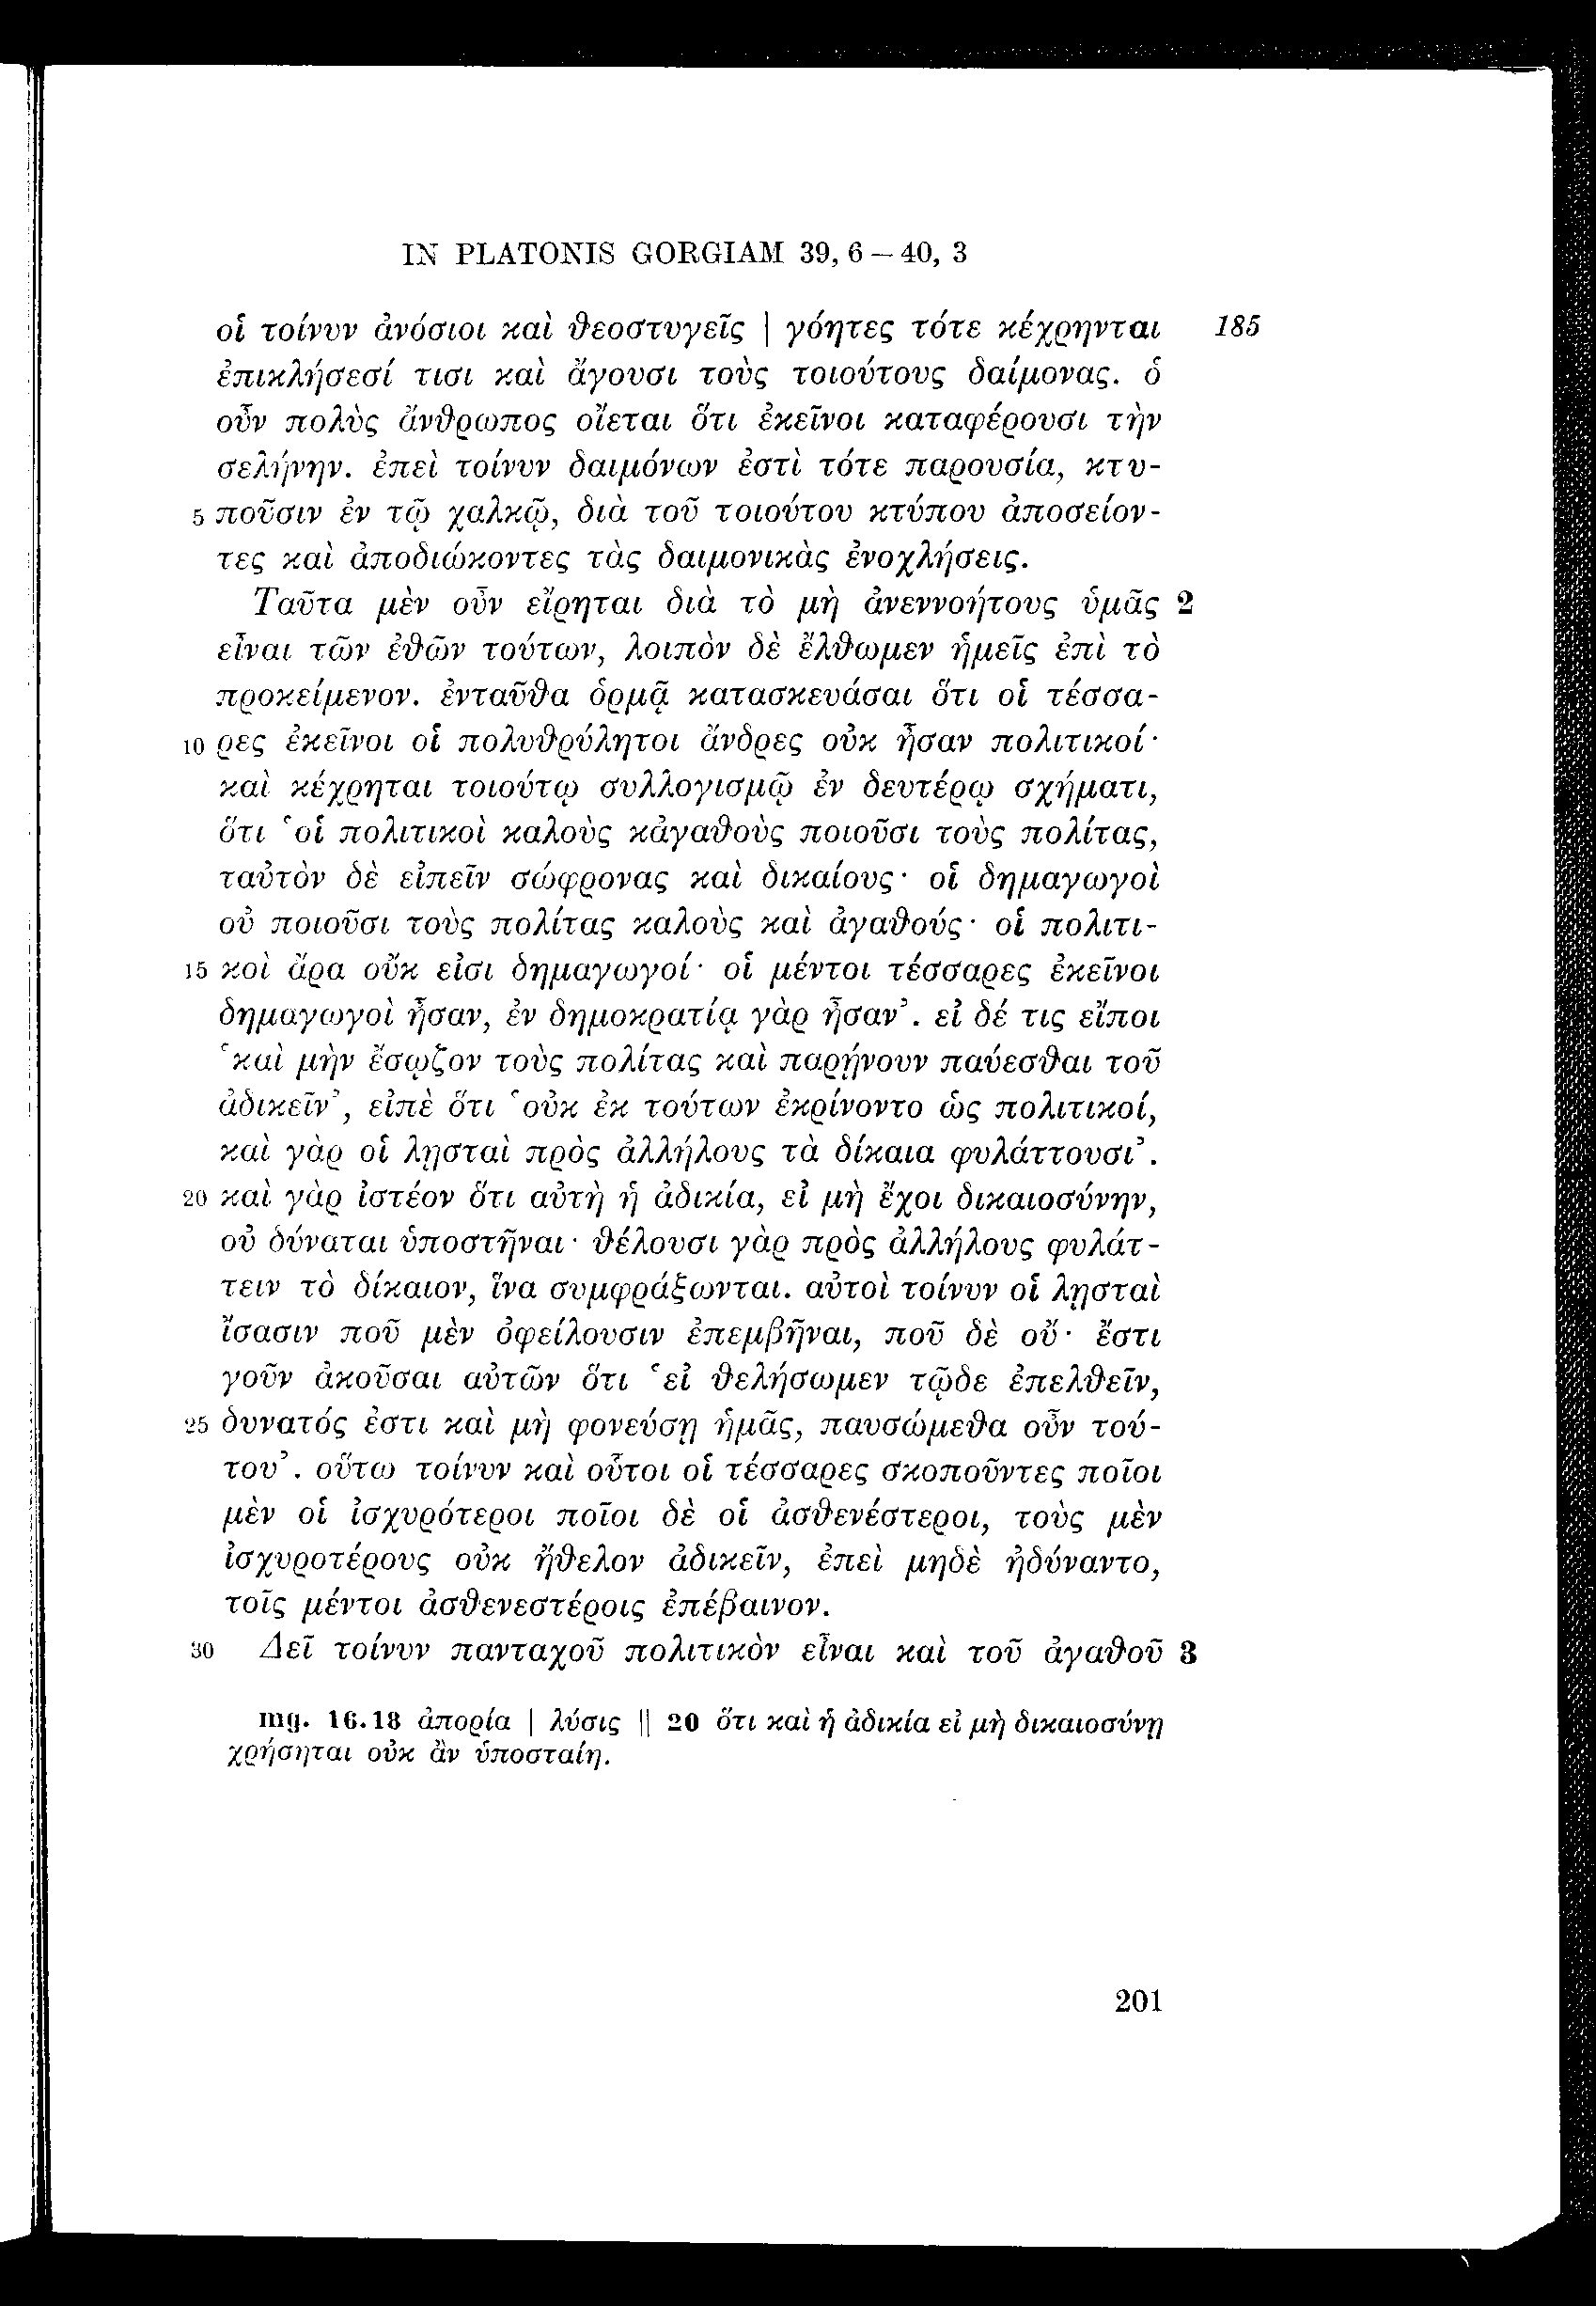 IN PLATONIS GORGIAM 39, 6 – 40, 3
οἱ τοίνυν ἀνόσιοι καὶ θεοστυγεῖς | γόητες τότε κέχρηνται 185
ἐπικλήσεσί τισι καὶ ἄγουσι τοὺς τοιούτους δαίμονας. ὁ
οὖν πολὺς ἄνθρωπος οἴεται ὅτι ἐκεῖνοι καταφέρουσι τὴν
σελήνην. ἐπεὶ τοίνυν δαιμόνων ἐστὶ τότε παρουσία, κτυ-
5 ποῦσιν ἐν τῷ χαλκῷ, διὰ τοῦ τοιούτου κτύπου ἀποσείον-
τες καὶ ἀποδιώκοντες τὰς δαιμονικὰς ἐνοχλήσεις.
Ταῦτα μὲν οὖν εἴρηται διὰ τὸ μὴ ἀνεννοήτους ὑμᾶς 2
εἶναι τῶν ἐθῶν τούτων, λοιπὸν δὲ ἔλθωμεν ἡμεῖς ἐπὶ τὸ
προκείμενον. ἐνταῦθα ὁρμᾷ κατασκευάσαι ὅτι οἱ τέσσα-
10 ρες ἐκεῖνοι οἱ πολυθρύλητοι ἄνδρες οὐκ ἦσαν πολιτικοί·
καὶ κέχρηται τοιούτῳ συλλογισμῷ ἐν δευτέρῳ σχήματι,
ὅτι ῾οἱ πολιτικοὶ καλοὺς κἀγαθοὺς ποιοῦσι τοὺς πολίτας,
ταὐτὸν δὲ εἰπεῖν σώφρονας καὶ δικαίους· οἱ δημαγωγοὶ
οὐ ποιοῦσι τοὺς πολίτας καλοὺς καὶ ἀγαθούς· οἱ πολιτι-
15 κοὶ ἄρα οὔκ εἰσι δημαγωγοί· οἱ μέντοι τέσσαρες ἐκεῖνοι
δημαγωγοὶ ἦσαν, ἐν δημοκρατίᾳ γὰρ ἦσαν᾿. εἰ δέ τις εἴποι
῾καὶ μὴν ἔσῳζον τοὺς πολίτας καὶ παρῄνουν παύεσθαι τοῦ
ἀδικεῖν᾿, εἰπὲ ὅτι ῾οὐκ ἐκ τούτων ἐκρίνοντο ὡς πολιτικοί,
καὶ γὰρ οἱ λῃσταὶ πρὸς ἀλλήλους τὰ δίκαια φυλάττουσι᾿.
20 καὶ γὰρ ἰστέον ὅτι αὐτὴ ἡ ἀδικία, εἰ μὴ ἔχοι δικαιοσύνην,
οὐ δύναται ὑποστῆναι· θέλουσι γὰρ πρὸς ἀλλήλους φυλάτ-
τειν τὸ δίκαιον, ἵνα συμφράξωνται. αὐτοὶ τοίνυν οἱ λῃσταὶ
ἴσασιν ποῦ μὲν ὀφείλουσιν ἐπεμβῆναι, ποῦ δὲ οὔ· ἔστι
γοῦν ἀκοῦσαι αὐτῶν ὅτι ῾εἰ θελήσωμεν τῷδε ἐπελθεῖν,
25 δυνατός ἐστι καὶ μὴ φονεύσῃ ἡμᾶς, παυσώμεθα οὖν τού-
του᾿. οὕτω τοίνυν καὶ οὗτοι οἱ τέσσαρες σκοποῦντες ποῖοι
μὲν οἱ ἰσχυρότεροι ποῖοι δὲ οἱ ἀσθενέστεροι, τοὺς μὲν
ἰσχυροτέρους οὐκ ἤθελον ἀδικεῖν, ἐπεὶ μηδὲ ἠδύναντο,
τοῖς μέντοι ἀσθενεστέροις ἐπέβαινον.
30 Δεῖ τοίνυν πανταχοῦ πολιτικὸν εἶναι καὶ τοῦ ἀγαθοῦ 3
mg. 16.18 ἀπορία | λύσις || 20 ὅτι καὶ ἡ ἀδικία εἰ μὴ δικαιοσύνῃ
χρήσηται οὐκ ἂν ὑποσταίη.
201